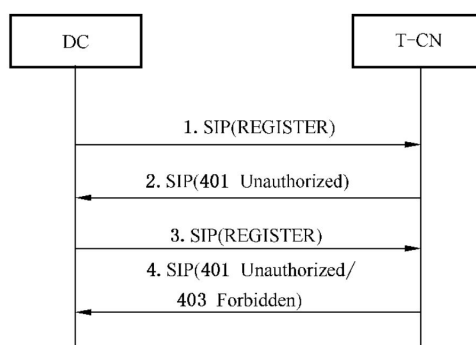 DC
T-CN
1. SIP(REGISTER)
2. SIP(401 Unauthorized)
3. SIP(REGISTER)
4. SIP(401 Unauthorized/
403 Forbidden)